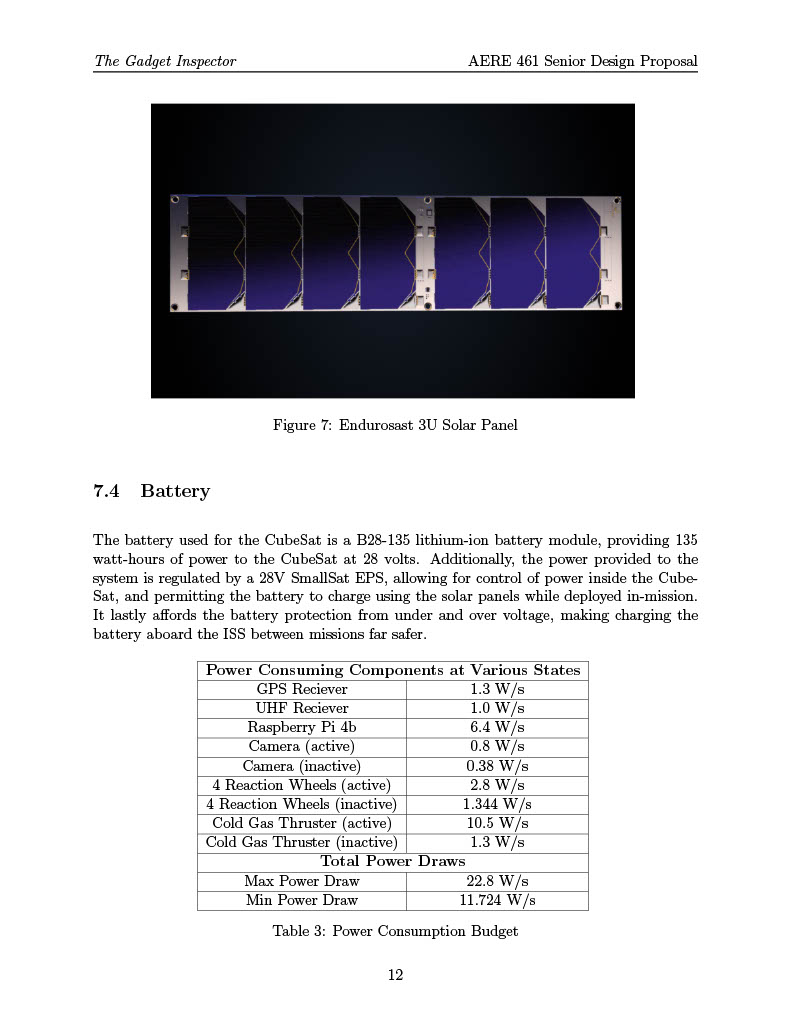 The Gadget Inspector AERE 461 Senior Design Proposal
Figure 7: Endurosast 3U Solar Panel
7.4 Battery
The battery used for the CubeSat is a B28-135 lithium-ion battery module, providing 135
watt-hours of power to the CubeSat at 28 volts. Additionally, the power provided to the
system is regulated by a 28V SmallSat EPS, allowing for control of power inside the Cube-
Sat, and permitting the battery to charge using the solar panels while deployed in-mission.
It lastly affords the battery protection from under and over voltage, making charging the
battery aboard the ISS between missions far safer.
Power Consuming Components at Various States
GPS Reciever 1.3 W/s
UHF Reciever 1.0 W/s
Raspberry Pi 4b 6.4 W/s
Camera (active) 0.8 W/s
Camera (inactive) 0.38 W/s
4 Reaction Wheels (active) 2.8 W/s
4 Reaction Wheels (inactive) 1.344 W/s
Cold Gas Thruster (active) 10.5 W/s
Cold Gas Thruster (inactive) 1.3 W/s
Total Power Draws
Max Power Draw 22.8 W/s
Min Power Draw 11.724 W/s
Table 3: Power Consumption Budget
12